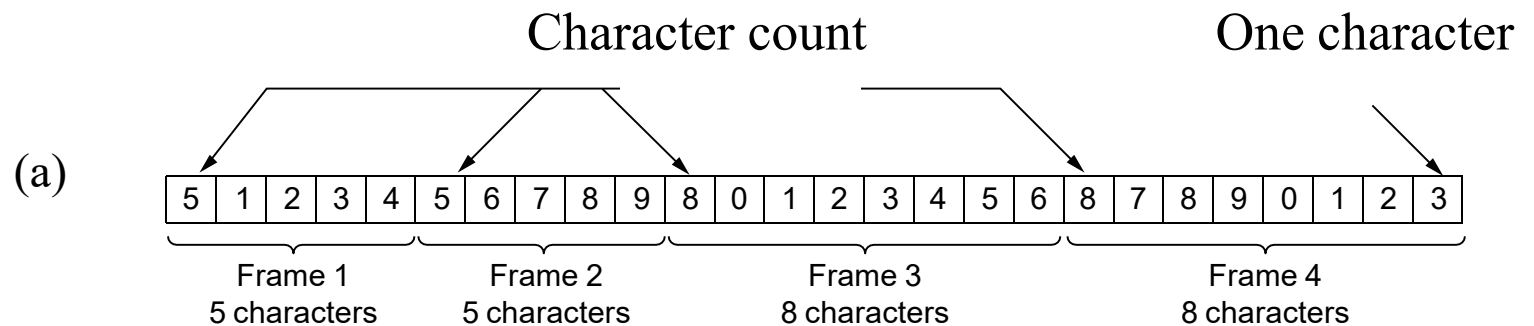 Character count One character
(a)
5 1 2 3 4 5 6 7 8 9 8 0 1 2 3 4 5 6 8 7 8 9 0 1 2 3
Frame 1 Frame 2 Frame 3 Frame 4
5 characters 5 characters 8 characters 8 characters